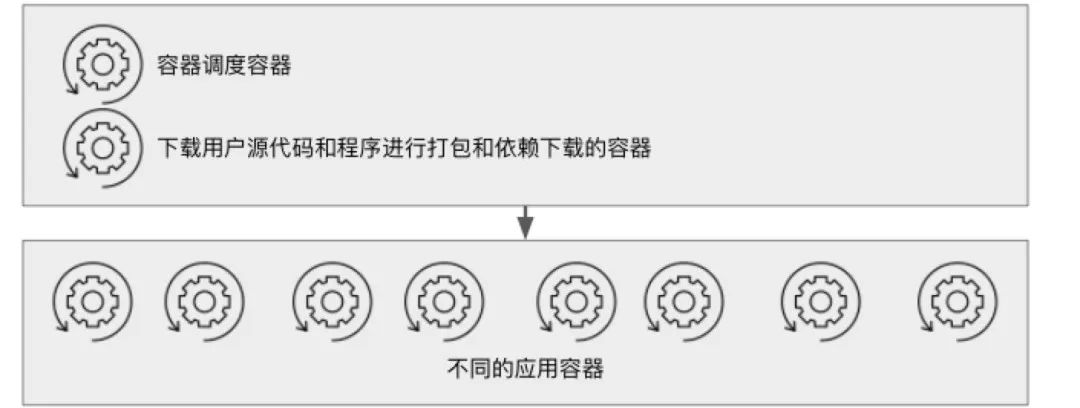 容器调度容器
下载用户源代码和程序进行打包和依赖下载的容器
不同的应用容器